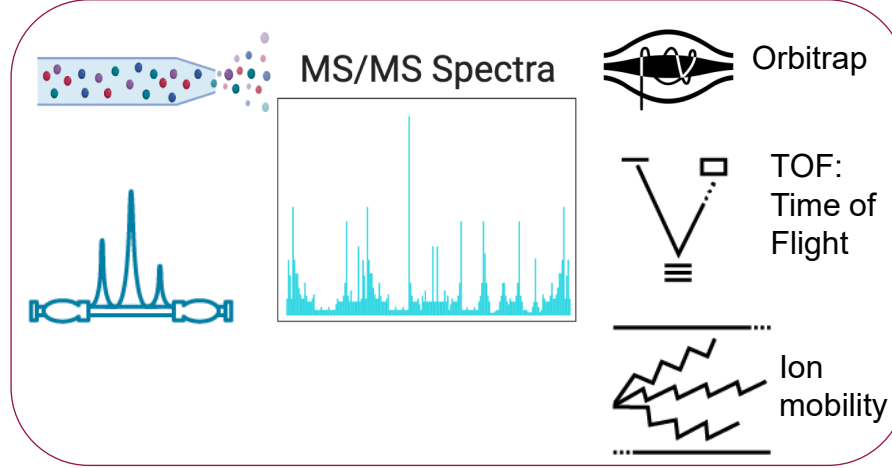 MS/MS Spectra
Orbitrap
TOF:
Time of
Flight
Ion
mobility